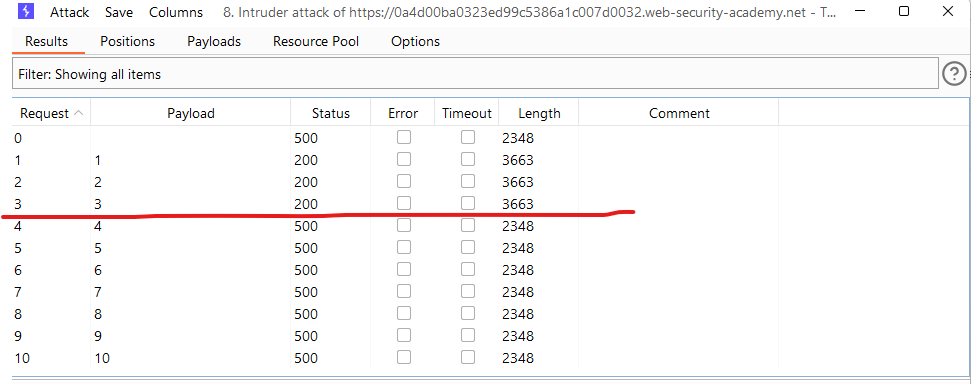 Attack Save Columns 8. Intruder attack of https://0a4d00ba0323ed99c5386a1c007d0032.web-security-academy.net - T...
Results Positions Payloads Resource Pool Options
Filter: Showing all items ?
Request Payload Status Error Timeout Length Comment
0 500 2348
1 1 200 3663
2 2 200 3663
3 3 200 3663
4 4 500 2348
5 5 500 2348
6 6 500 2348
7 7 500 2348
8 8 500 2348
9 9 500 2348
10 10 500 2348